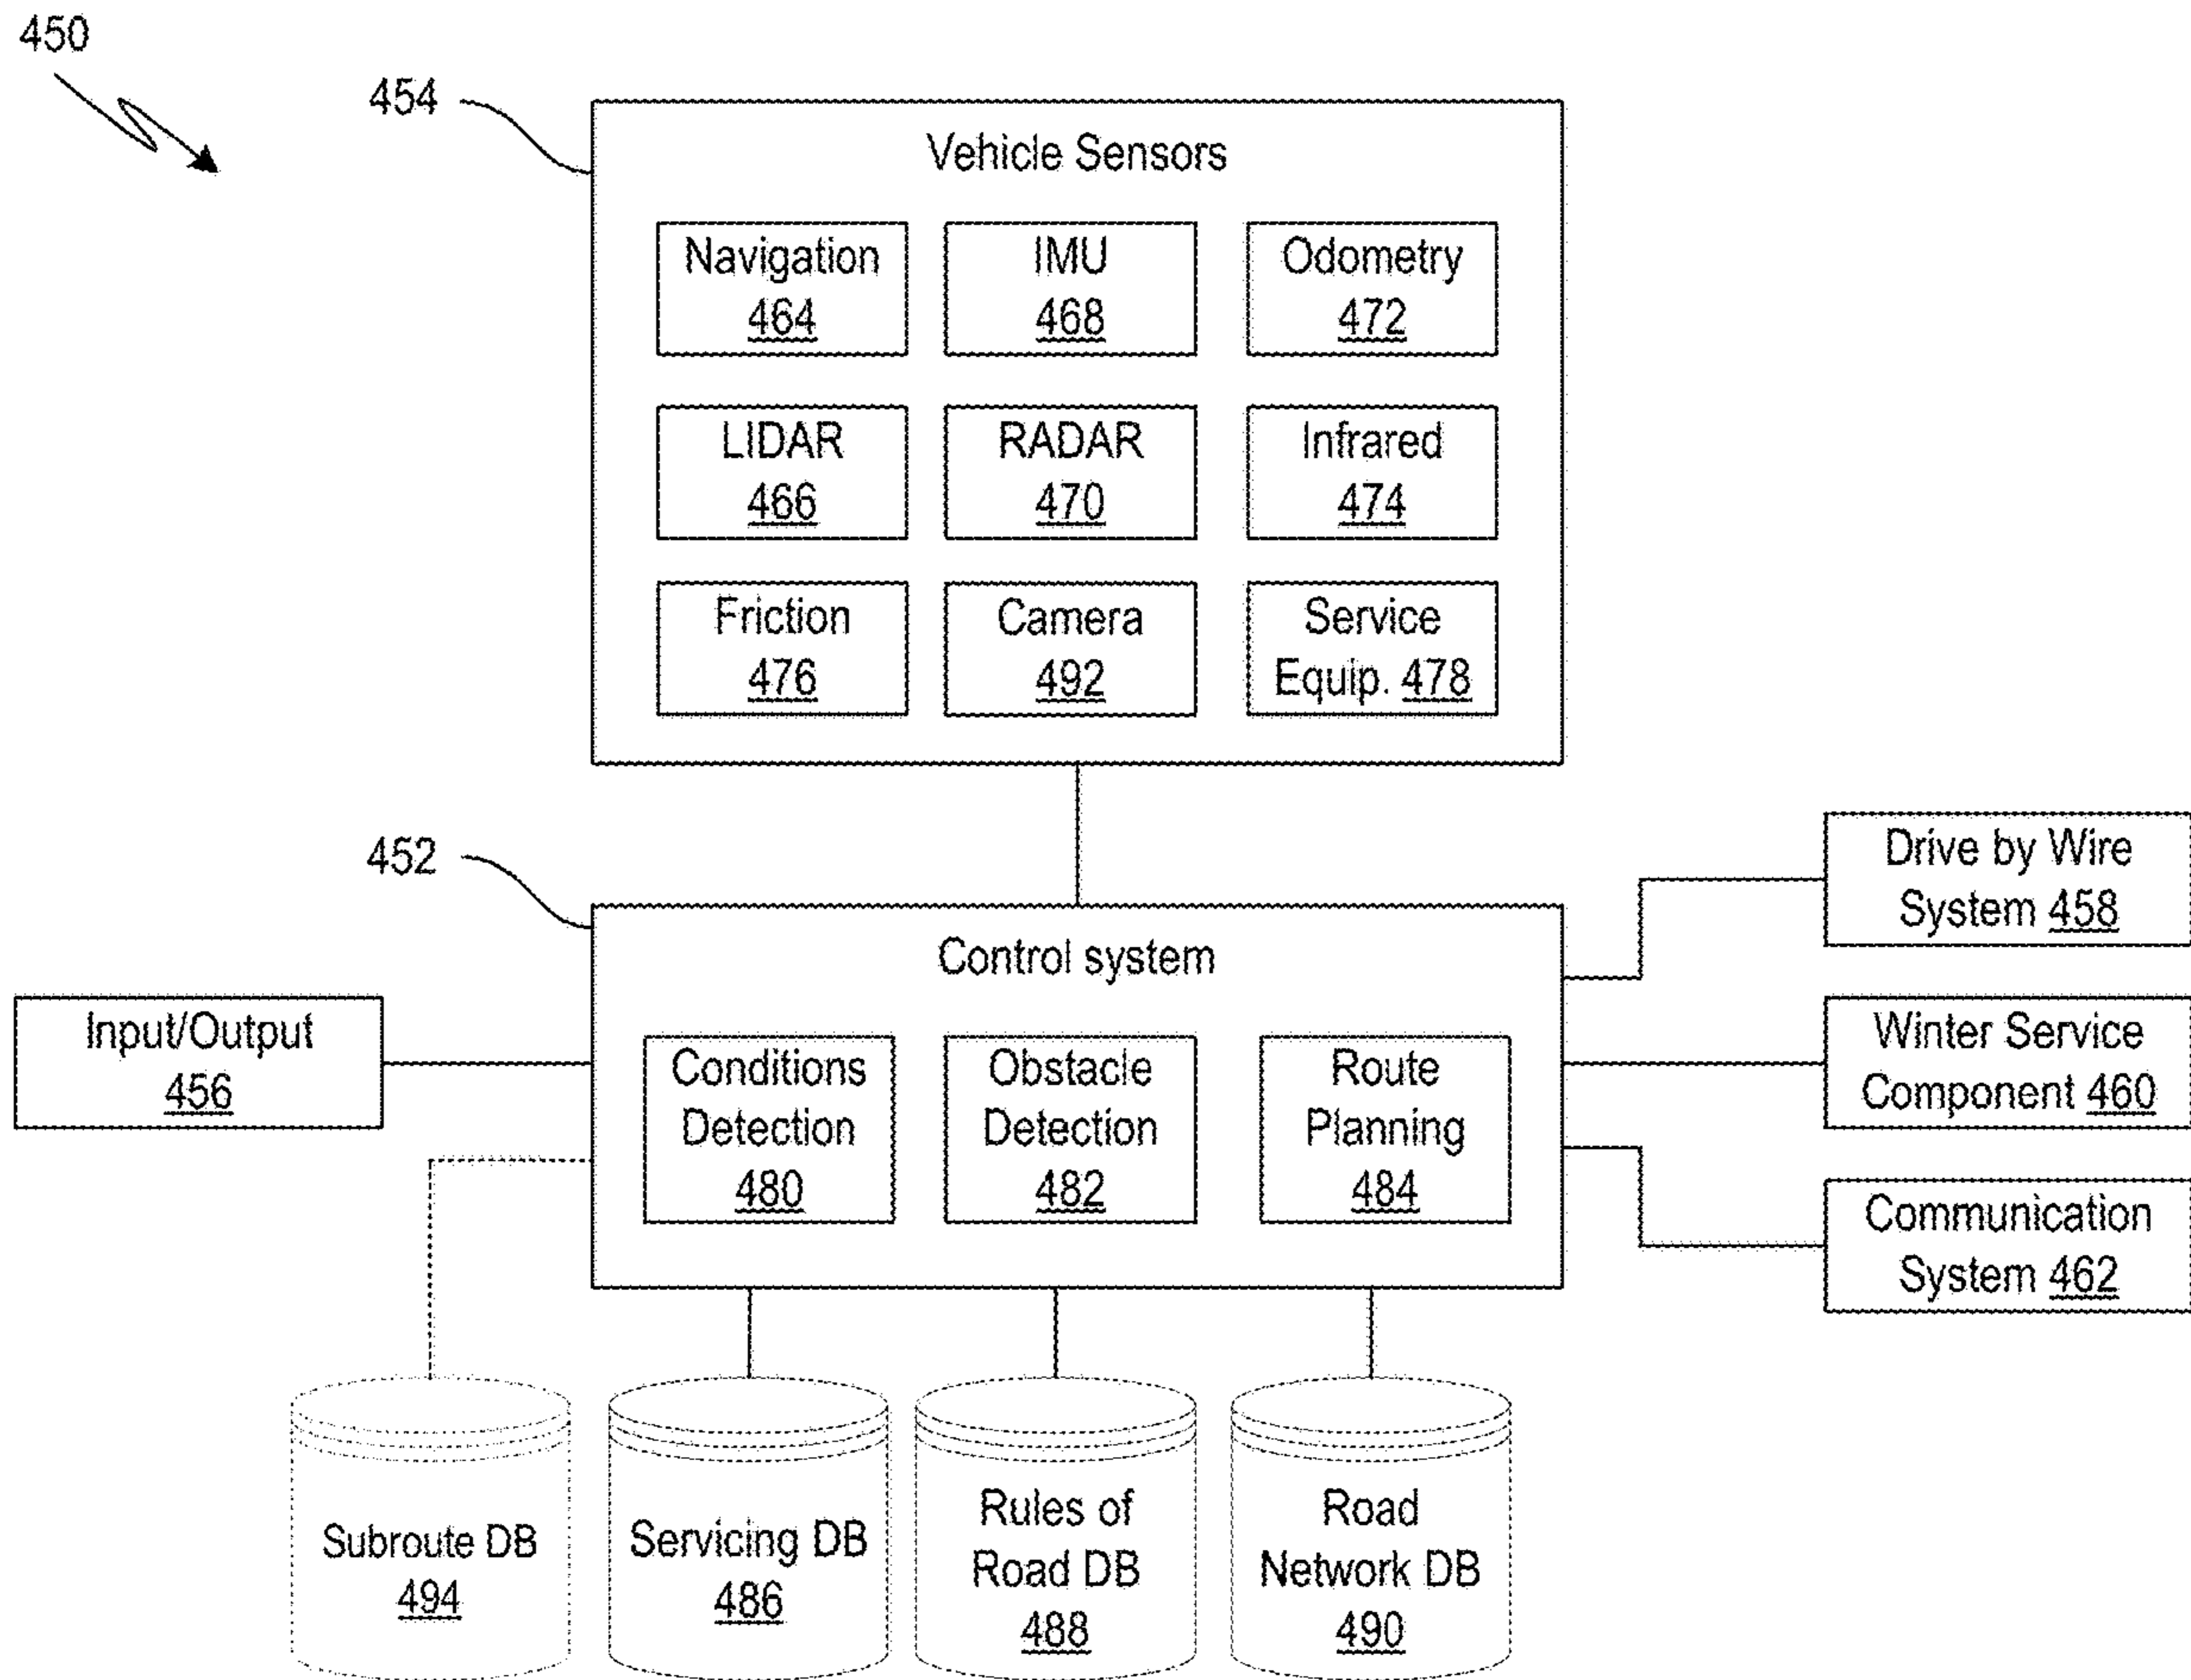 450
454
Vehicle Sensors
Navigation
464
IMU
468
Odometry
472
LIDAR
466
RADAR
470
Infrared
474
Friction
476
Camera
492
Service
Equip. 478
452
Control system
Drive by Wire
System 458
Input/Output
456
Conditions
Detection
480
Obstacle
Detection
482
Route
Planning
484
Winter Service
Component 460
Communication
System 462
Subroute DB
494
Servicing DB
486
Rules of
Road DB
488
Road
Network DB
490